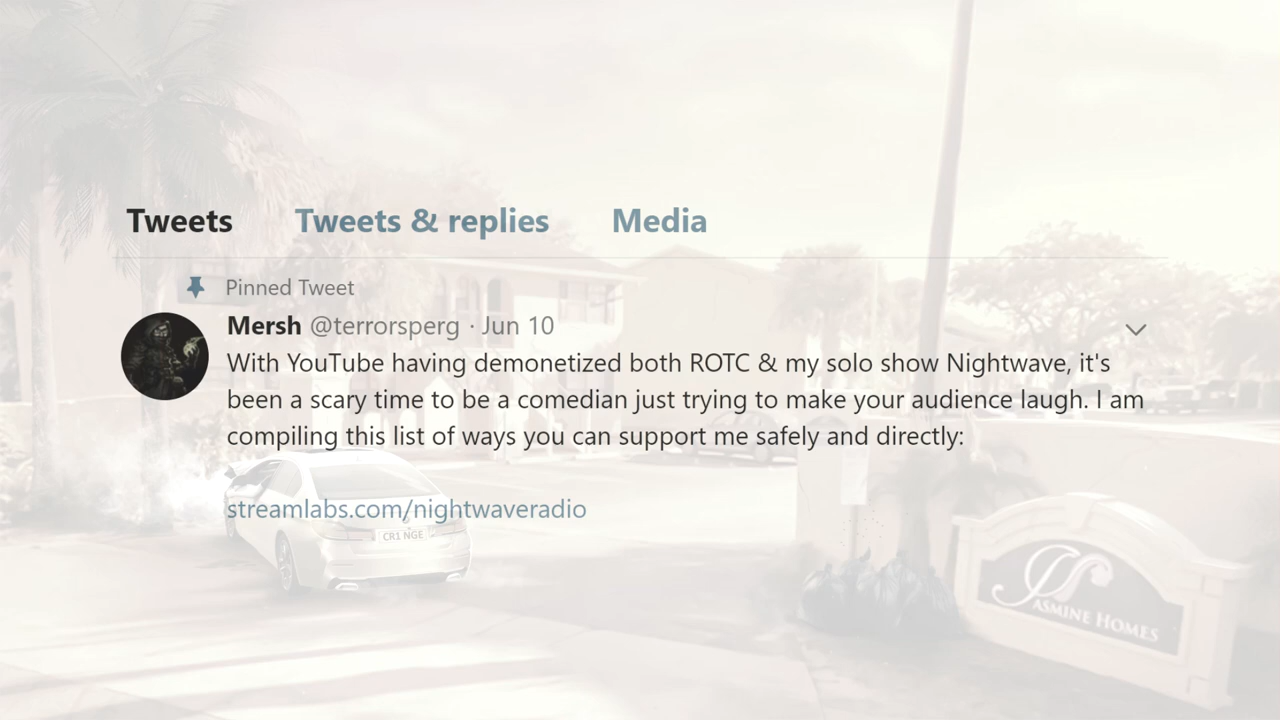 Tweets Tweets & replies Media
Pinned Tweet
Mersh @terrorsperg · Jun 10
With YouTube having demonetized both ROTC & my solo show Nightwave, it's
been a scary time to be a comedian just trying to make your audience laugh. I am
compiling this list of ways you can support me safely and directly:
streamlabs.com/nightwaveradio
CR1 NGE
JASMINE HOMES